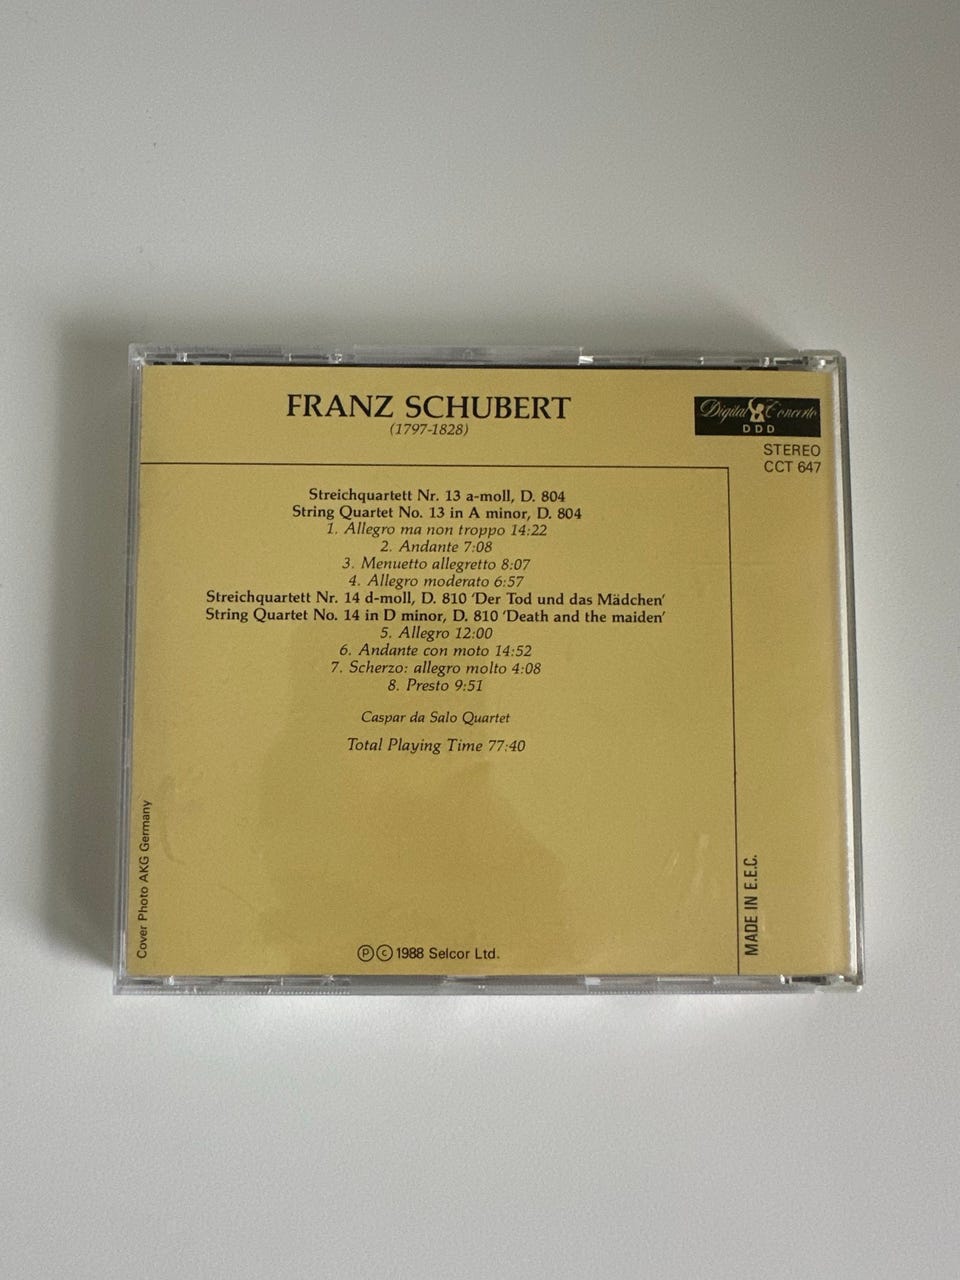 FRANZ SCHUBERT
(1797-1828)
Digital Concerto
DDD
STEREO
CCT 647
Streichquartett Nr. 13 a-moll, D. 804
String Quartet No. 13 in A minor, D. 804
1. Allegro ma non troppo 14:22
2. Andante 7:08
3. Menuetto allegretto 8:07
4. Allegro moderato 6:57
Streichquartett Nr. 14 d-moll, D. 810 'Der Tod und das Mädchen'
String Quartet No. 14 in D minor, D. 810 'Death and the maiden'
5. Allegro 12:00
6. Andante con moto 14:52
7. Scherzo: allegro molto 4:08
8. Presto 9:51
Caspar da Salo Quartet
Total Playing Time 77:40
Cover Photo AKG Germany
℗© 1988 Selcor Ltd.
MADE IN E.E.C.